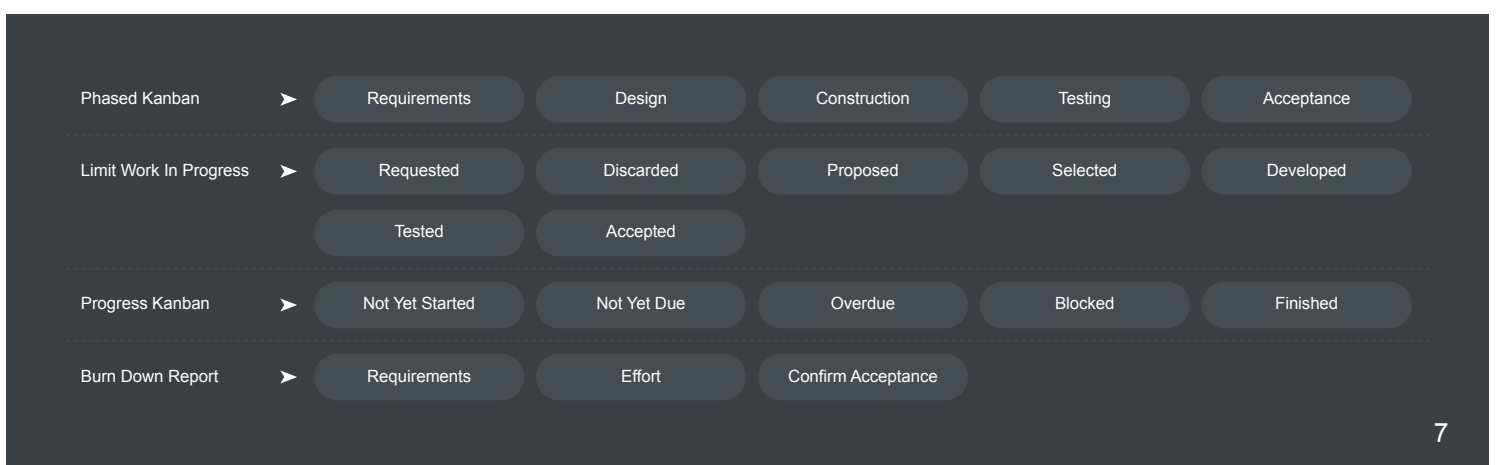 Phased Kanban ➤ Requirements Design Construction Testing Acceptance
Limit Work In Progress ➤ Requested Discarded Proposed Selected Developed
Tested Accepted
Progress Kanban ➤ Not Yet Started Not Yet Due Overdue Blocked Finished
Burn Down Report ➤ Requirements Effort Confirm Acceptance
7